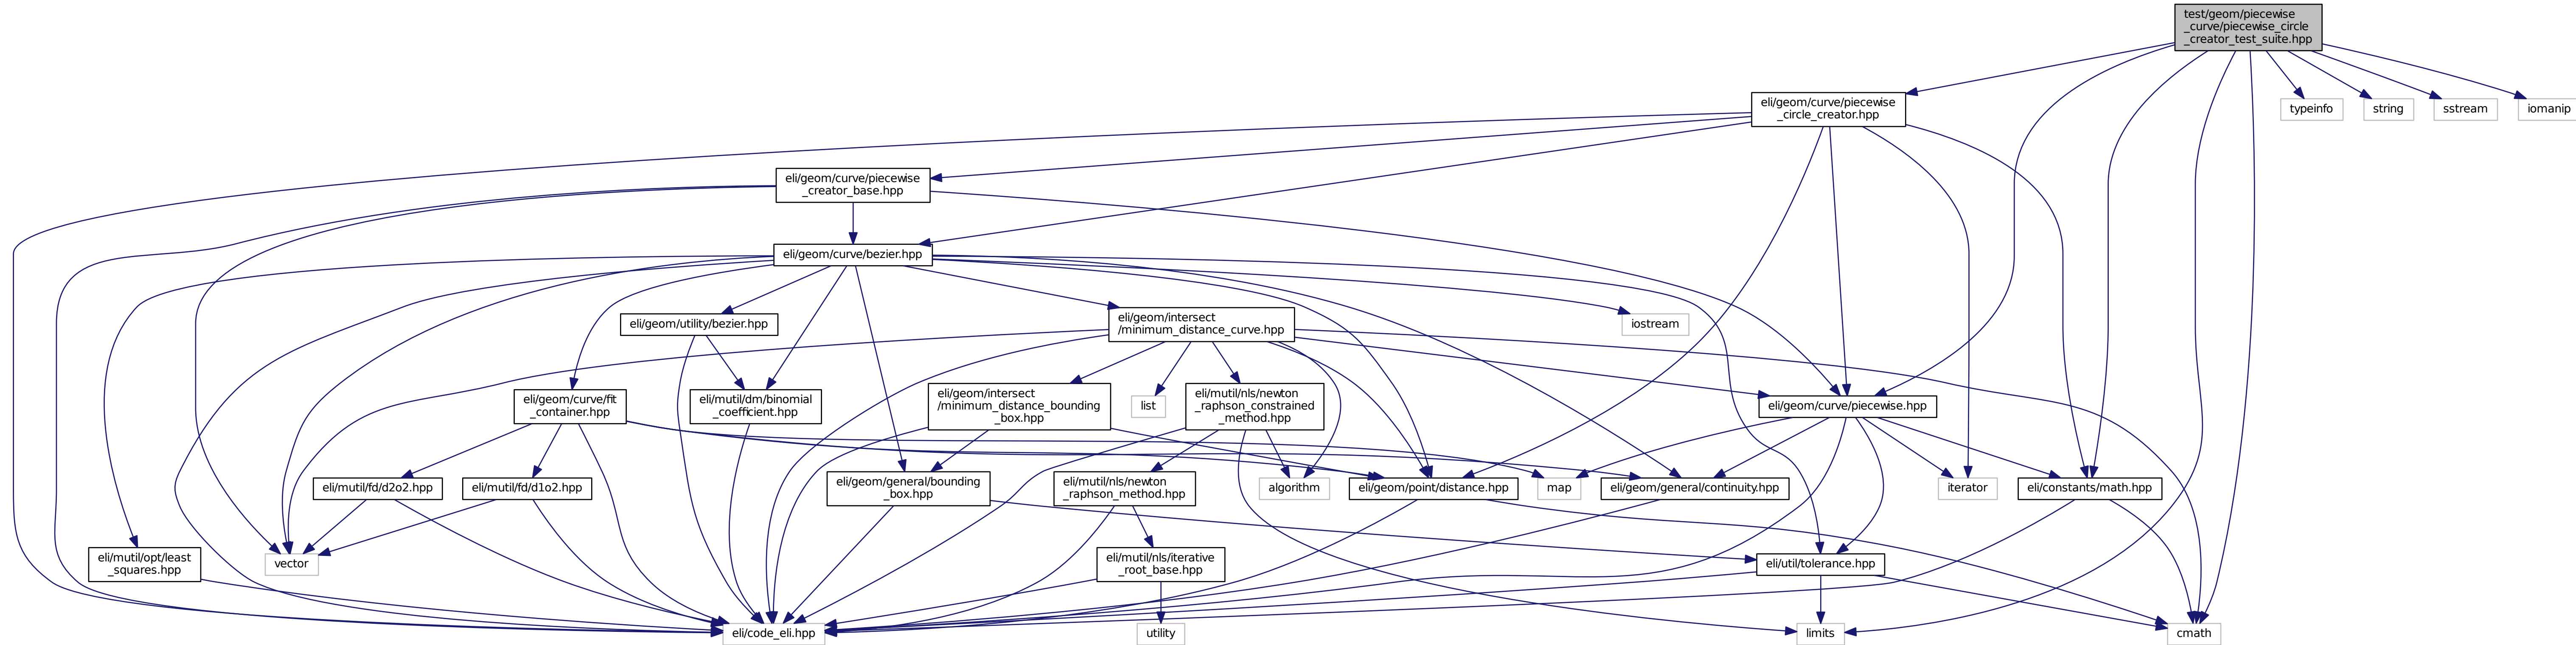 test/geom/piecewise
_curve/piecewise_circle
_creator_test_suite.hpp
eli/geom/curve/piecewise
_circle_creator.hpp
typeinfo
string
sstream
iomanip
eli/geom/curve/piecewise
_creator_base.hpp
eli/geom/curve/bezier.hpp
eli/geom/utility/bezier.hpp
eli/geom/intersect
/minimum_distance_curve.hpp
iostream
eli/geom/curve/fit
_container.hpp
eli/mutil/dm/binomial
_coefficient.hpp
eli/geom/intersect
/minimum_distance_bounding
_box.hpp
list
eli/mutil/nls/newton
_raphson_constrained
_method.hpp
eli/geom/curve/piecewise.hpp
eli/mutil/fd/d2o2.hpp
eli/mutil/fd/d1o2.hpp
eli/geom/general/bounding
_box.hpp
eli/mutil/nls/newton
_raphson_method.hpp
algorithm
eli/geom/point/distance.hpp
map
eli/geom/general/continuity.hpp
iterator
eli/constants/math.hpp
eli/mutil/opt/least
_squares.hpp
vector
eli/mutil/nls/iterative
_root_base.hpp
eli/util/tolerance.hpp
eli/code_eli.hpp
utility
limits
cmath